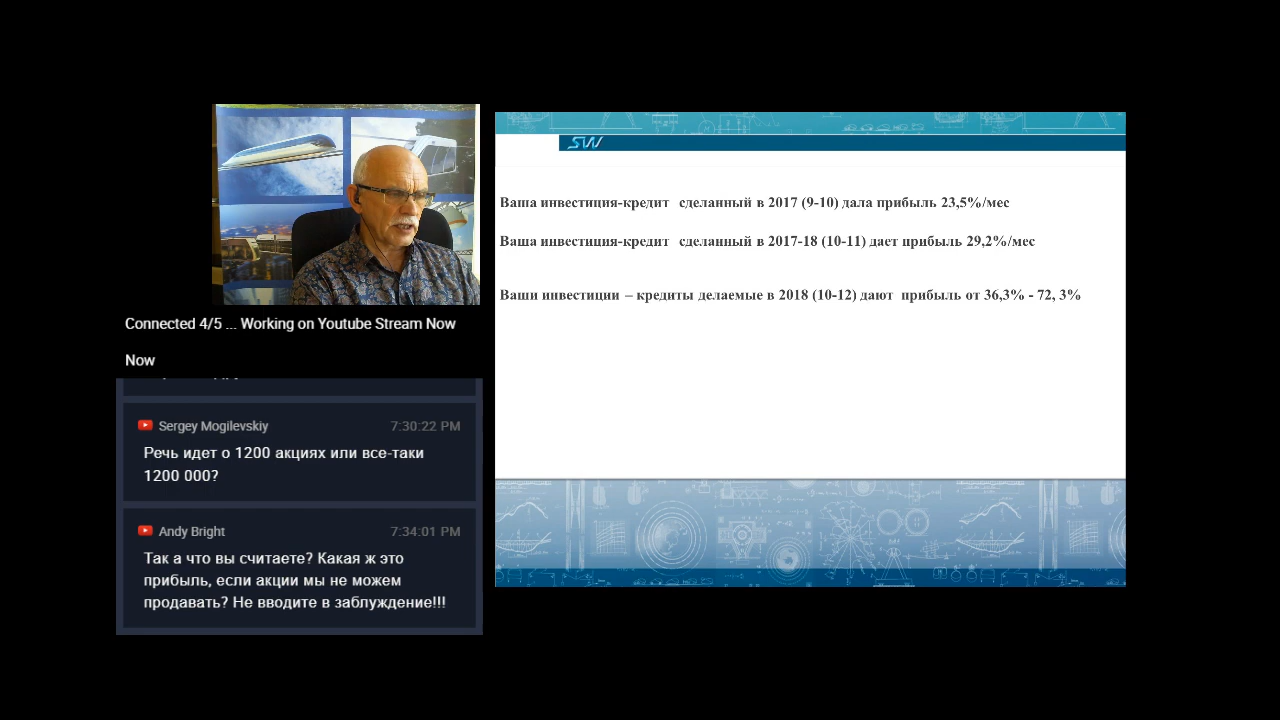 SW
Ваша инвестиция-кредит сделанный в 2017 (9-10) дала прибыль 23,5%/мес
Ваша инвестиция-кредит сделанный в 2017-18 (10-11) дает прибыль 29,2%/мес
Ваши инвестиции – кредиты делаемые в 2018 (10-12) дают прибыль от 36,3% - 72, 3%
Connected 4/5 ... Working on Youtube Stream Now
Now
Sergey Mogilevskiy 7:30:22 PM
Речь идет о 1200 акциях или все-таки
1200 000?
Andy Bright 7:34:01 PM
Так а что вы считаете? Какая ж это
прибыль, если акции мы не можем
продавать? Не вводите в заблуждение!!!